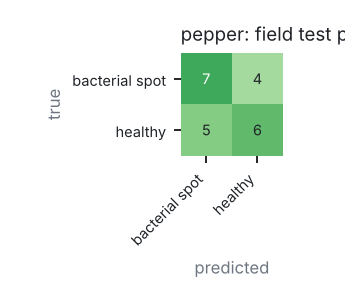 pepper: field test
bacterial spot
7
4
true
healthy
5
6
bacterial spot
healthy
predicted